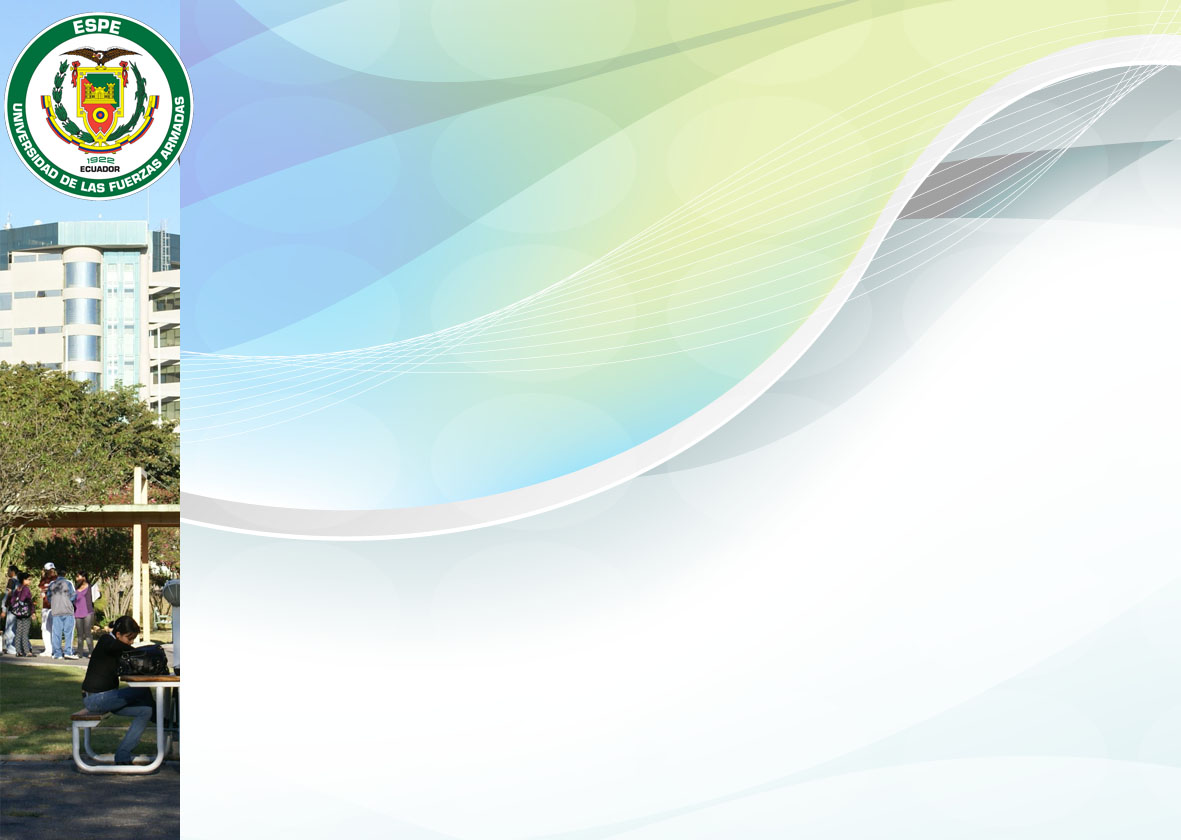 ESPE
UNIVERSIDAD DE LAS FUERZAS ARMADAS
1922
ECUADOR